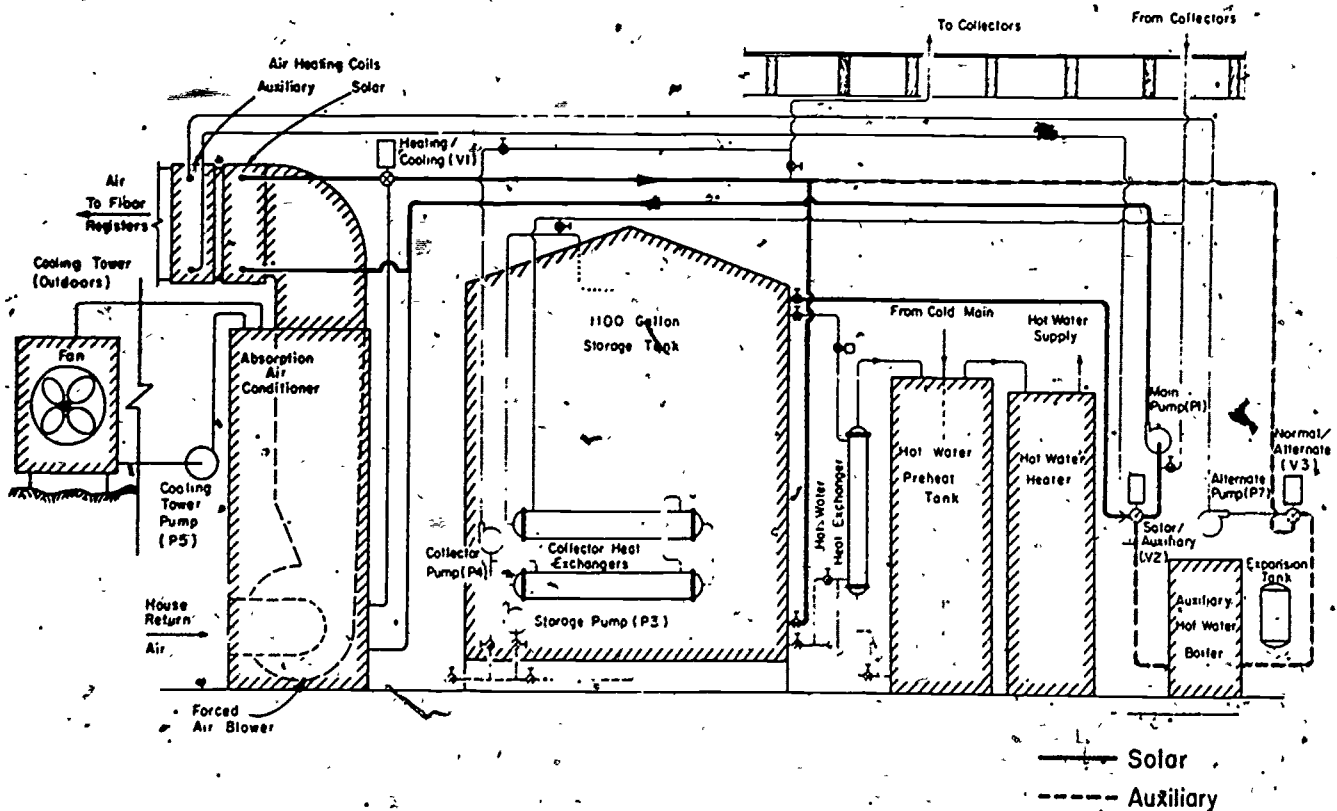 To Collectors
From Collectors
Air Heating Coils
Auxiliary
Solar
Heating/
Cooling (V1)
Air
To Floor
Registers
Cooling Tower
(Outdoors)
Fan
Absorption
Air
Conditioner
1100 Gallon
Storage Tank
From Cold Main
Hot Water
Supply
Main
Pump(P1)
Normal/
Alternate
(V3)
Hot Water
Preheat
Tank
Hot Water
Heater
Hot Water
Heat Exchanger
Alternate
Pump(P7)
Cooling
Tower
Pump
(P5)
Collector
Pump(P4)
Collector Heat
Exchangers
Solar/
Auxiliary
(V2)
Expansion
Tank
House
Return
Air
Storage Pump (P3)
Auxiliary
Hot Water
Boiler
Forced
Air Blower
Solar
Auxiliary